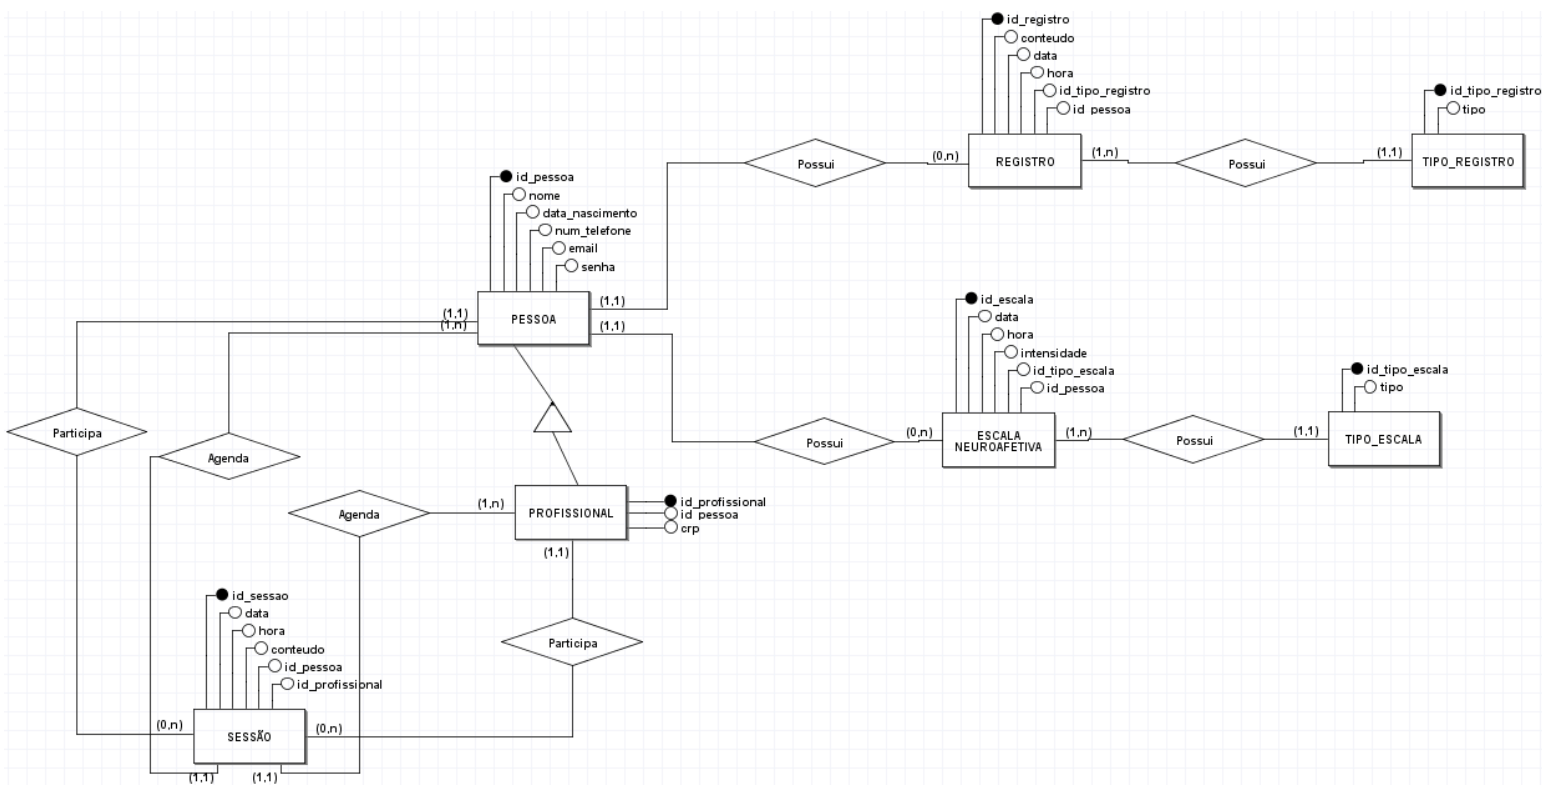 id_registro
conteudo
data
hora
id_tipo_registro
id_pessoa
(0,n)
REGISTRO
(1,n)
Possui
Possui
(1,1)
id_tipo_registro
tipo
TIPO_REGISTRO
id_pessoa
nome
data_nascimento
num_telefone
email
senha
(1,1)
(1,n)
PESSOA
(1,1)
(1,1)
id_escala
data
hora
intensidade
id_tipo_escala
id_pessoa
Possui
(0,n)
ESCALA
NEUROAFETIVA
(1,n)
Possui
(1,1)
id_tipo_escala
tipo
TIPO_ESCALA
Participa
Agenda
Agenda
(1,n)
PROFISSIONAL
id_profissional
id_pessoa
crp
(1,1)
Participa
id_sessao
data
hora
conteudo
id_pessoa
id_profissional
(0,n)
SESSÃO
(0,n)
(1,1)
(1,1)